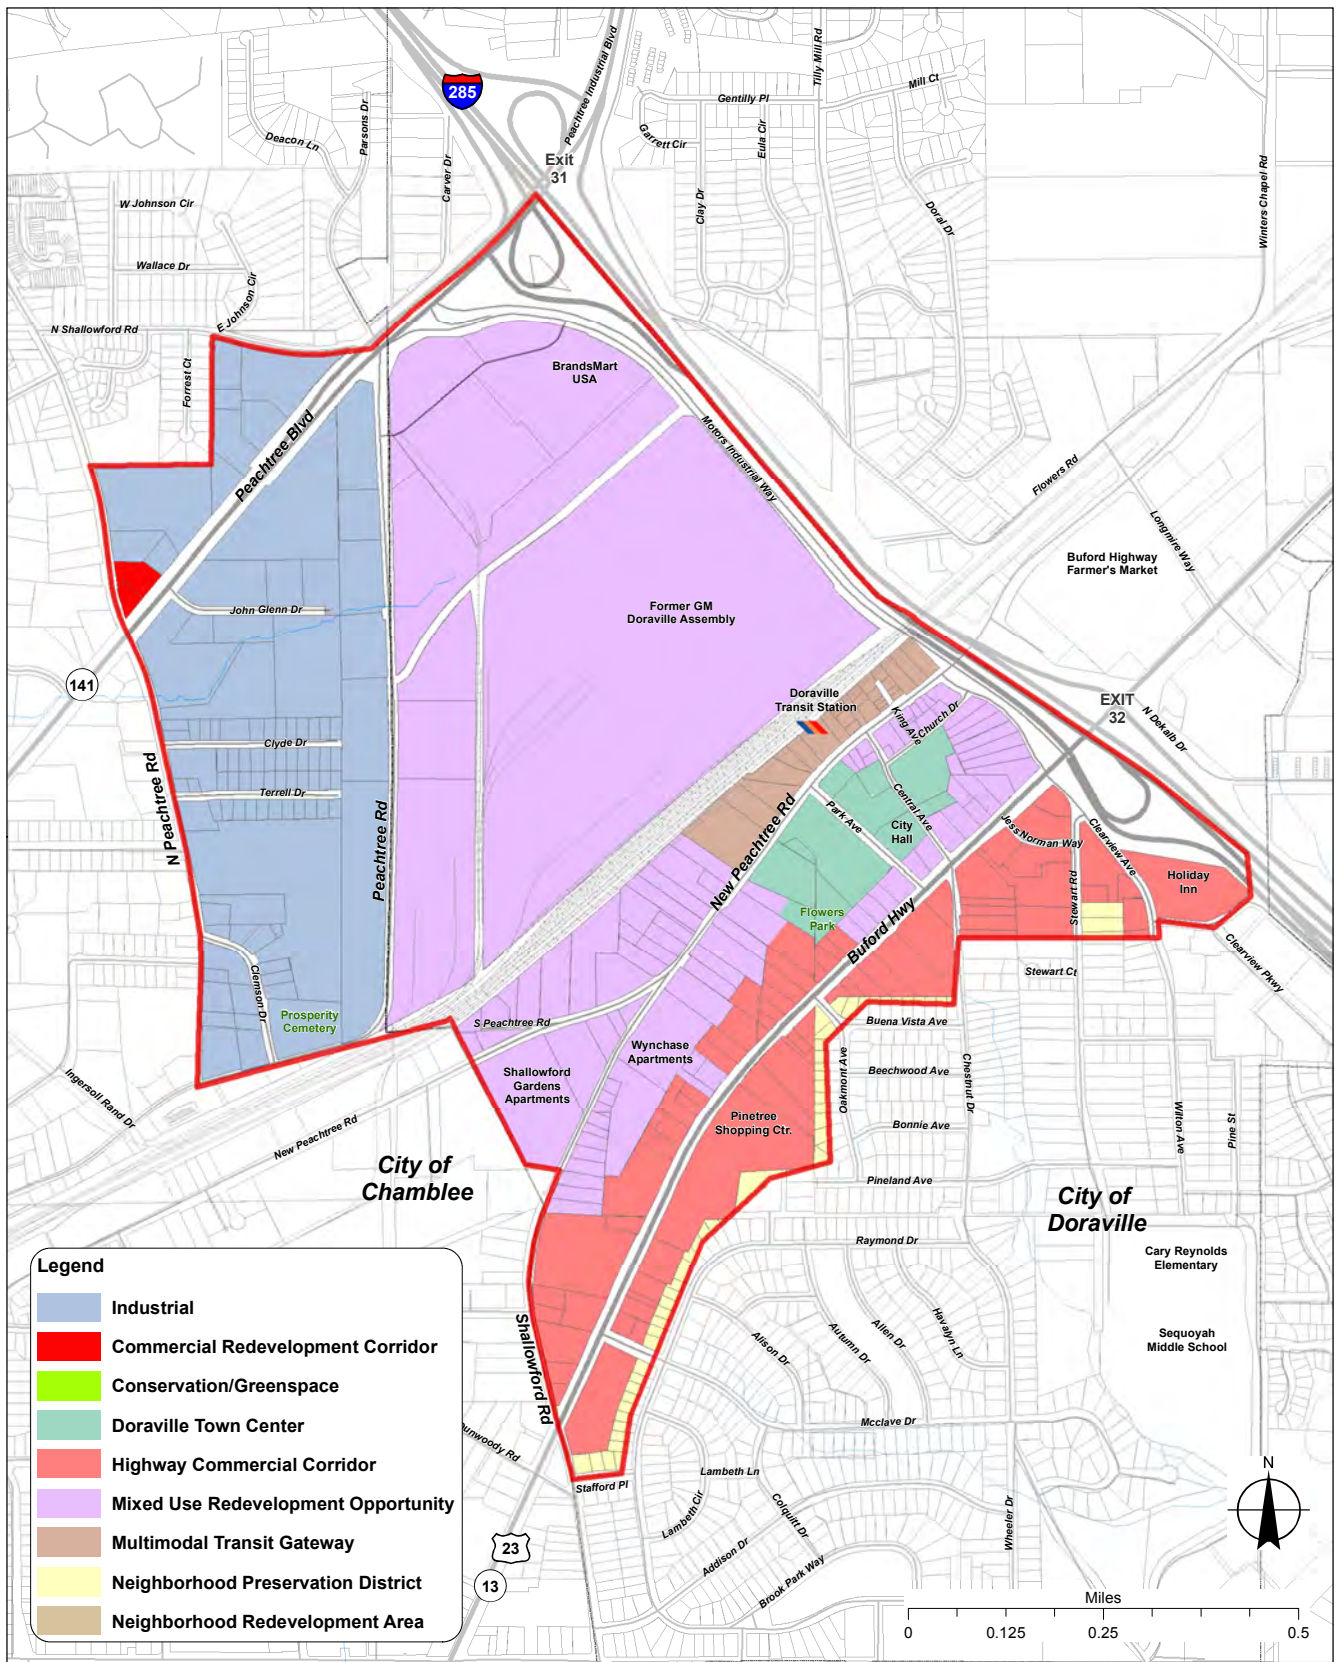 285
Peachtree Industrial Blvd
Exit
31
Tilly Mill Rd
Gentilly Pl
Mill Ct
Garrett Cir
Eula Cir
Clay Dr
Doral Dr
Winters Chapel Rd
Deacon Ln
Parsons Dr
Carver Dr
W Johnson Cir
Wallace Dr
E Johnson Cir
N Shallowford Rd
Forrest Ct
BrandsMart
USA
Peachtree Blvd
Motors Industrial Way
Flowers Rd
Longmire Way
Buford Highway
Farmer's Market
John Glenn Dr
Former GM
Doraville Assembly
141
Doraville
Transit Station
King Ave
Church Dr
EXIT
32
N Dekalb Dr
Clyde Dr
Terrell Dr
N Peachtree Rd
Peachtree Rd
New Peachtree Rd
Park Ave
Central Ave
City
Hall
Jess Norman Way
Clearview Ave
Stewart Rd
Holiday
Inn
Flowers
Park
Buford Hwy
Clearview Pkwy
Stewart Ct
Clemson Dr
Prosperity
Cemetery
S Peachtree Rd
Buena Vista Ave
Wynchase
Apartments
Shallowford
Gardens
Apartments
Beechwood Ave
Oakmont Ave
Chestnut Dr
Ingersoll Rand Dr
New Peachtree Rd
Pinetree
Shopping Ctr.
Bonnie Ave
Wilton Ave
Pine St
City of
Chamblee
Pineland Ave
City of
Doraville
Raymond Dr
Cary Reynolds
Elementary
Sequoyah
Middle School
Shallowford Rd
Alison Dr
Autumn Dr
Allen Dr
Havalyn Ln
Mcclave Dr
unwoody Rd
Stafford Pl
Lambeth Ln
Lambeth Cir
Colquitt Dr
Addison Dr
Brook Park Way
Wheeler Dr
23
13
Legend
Industrial
Commercial Redevelopment Corridor
Conservation/Greenspace
Doraville Town Center
Highway Commercial Corridor
Mixed Use Redevelopment Opportunity
Multimodal Transit Gateway
Neighborhood Preservation District
Neighborhood Redevelopment Area
N
Miles
0 0.125 0.25 0.5